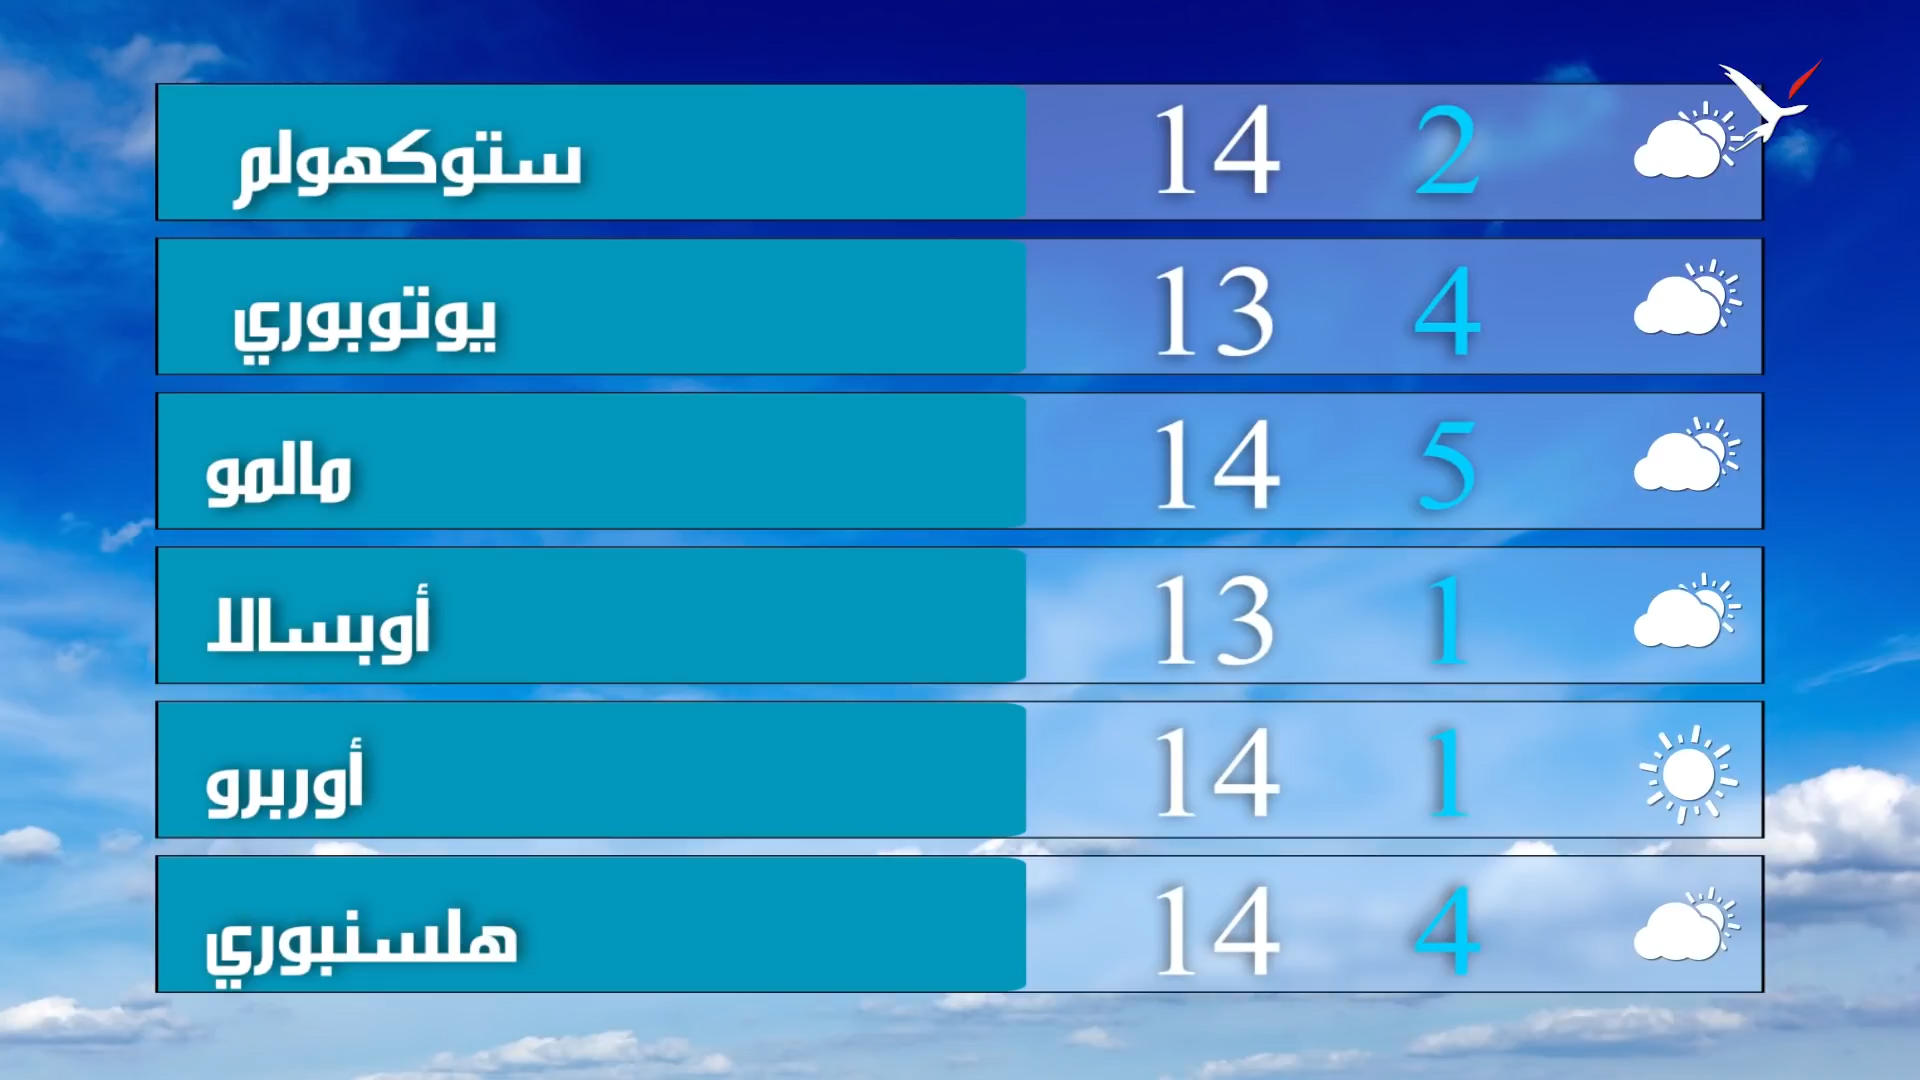 ستوكهولم 14 2
يوتوبوري 13 4
مالمو 14 5
أوبسالا 13 1
أوربرو 14 1
هلسنبوري 14 4